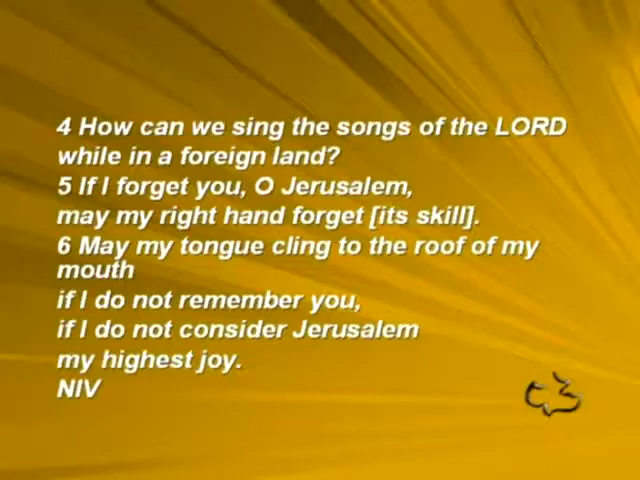 4 How can we sing the songs of the LORD
while in a foreign land?
5 If I forget you, O Jerusalem,
may my right hand forget [its skill].
6 May my tongue cling to the roof of my
mouth
if I do not remember you,
if I do not consider Jerusalem
my highest joy.
NIV